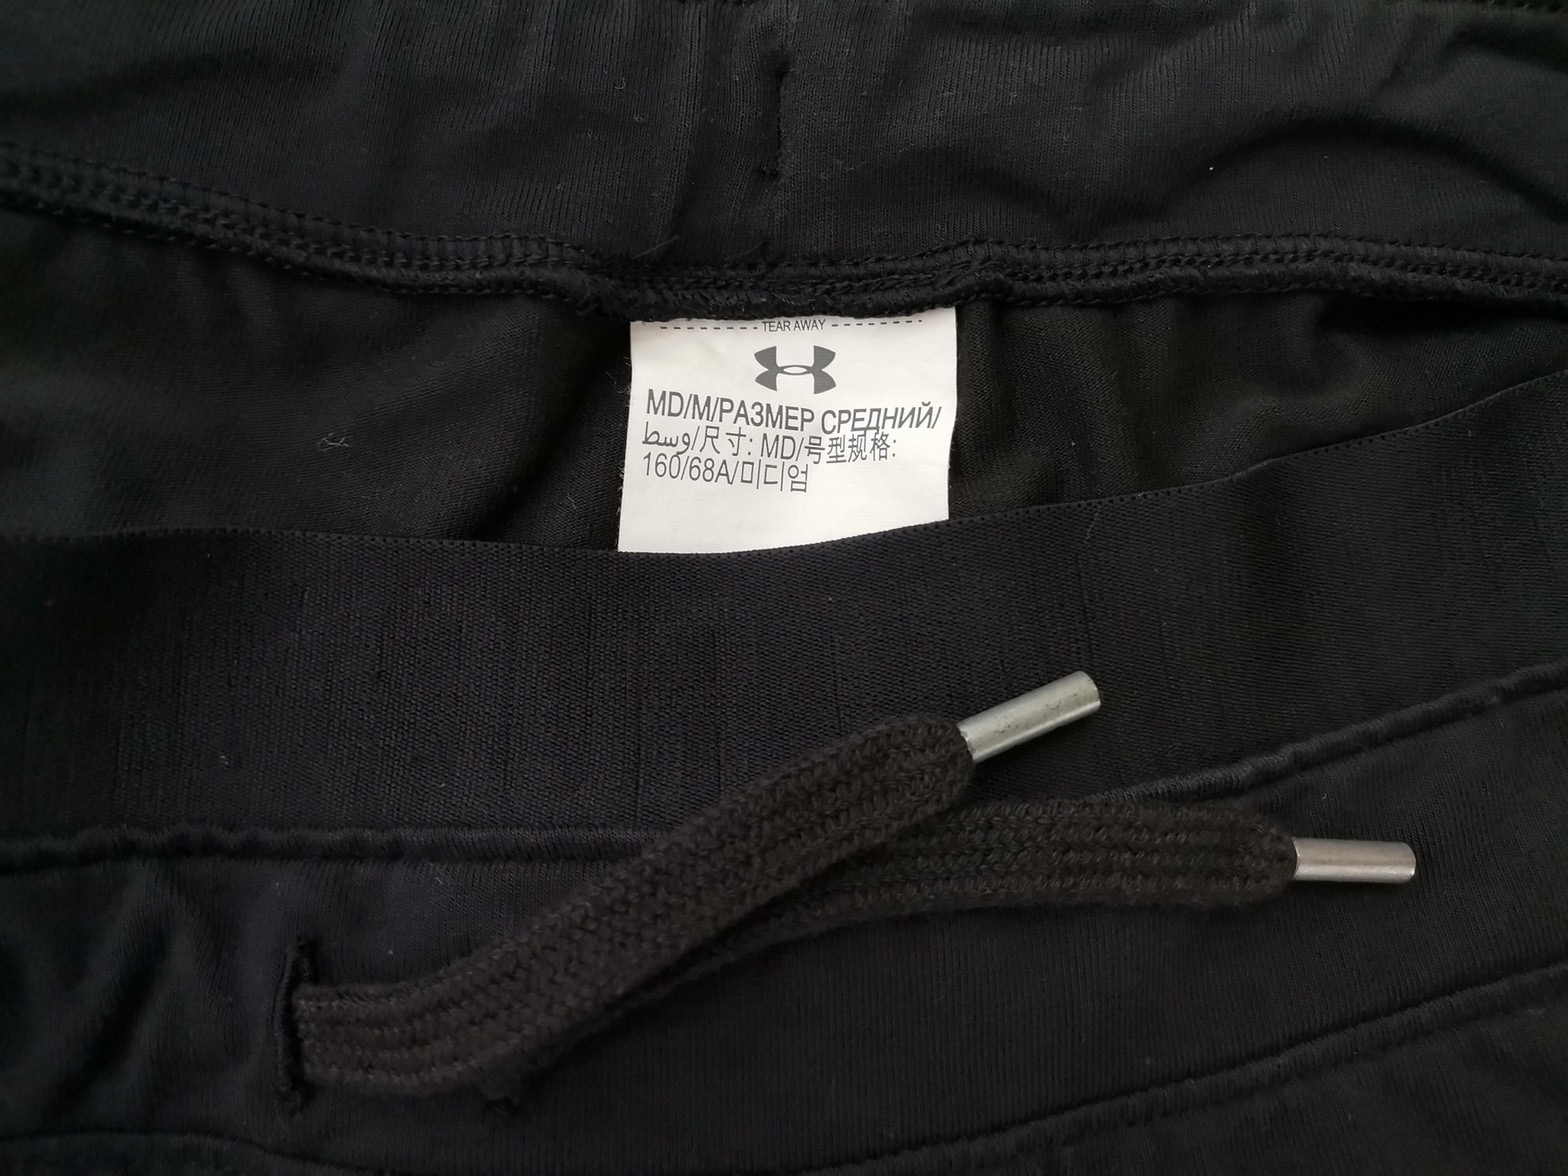 TEAR AWAY
MD/M/РАЗМЕР СРЕДНИЙ/
وسط/尺寸: MD/号型规格:
160/68A/미디엄